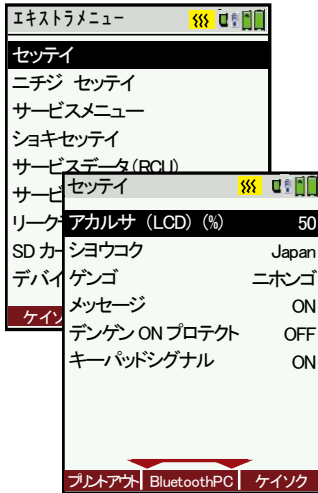 エキストラメニュー
セッテイ
ニチジ セッテイ
サービスメニュー
ショキセッテイ
サービスデータ(RCU)
サービ
リーク
SD カー
デバイ
ケイソ
セッテイ
アカルサ (LCD) (%) 50
シヨウコク Japan
ゲンゴ ニホンゴ
メッセージ ON
デンゲン ON プロテクト OFF
キーパッドシグナル ON
プリントアウト BluetoothPC ケイソク